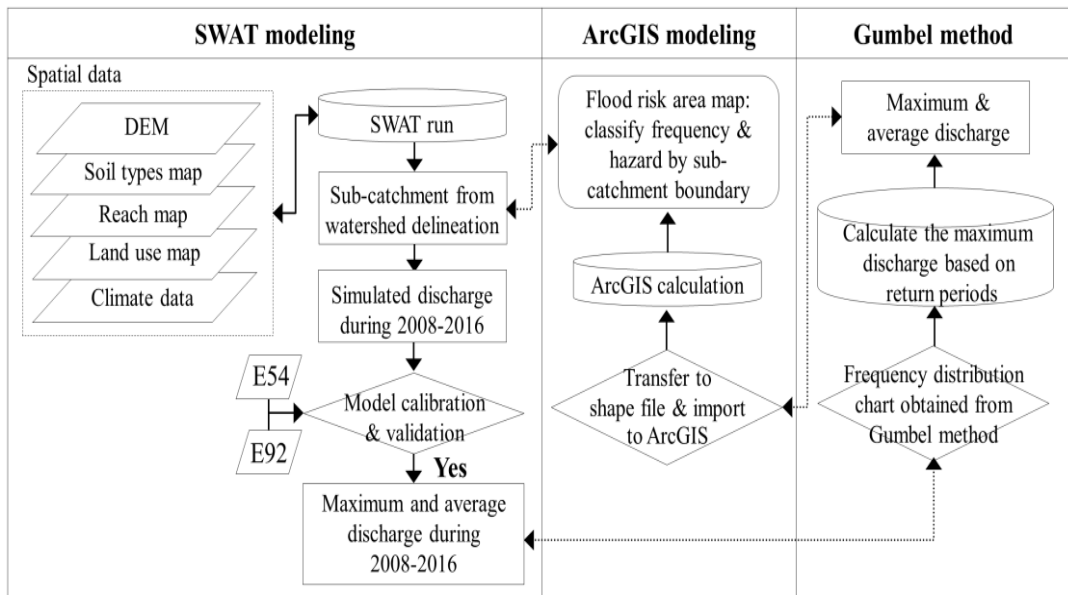 SWAT modeling
ArcGIS modeling
Gumbel method
Spatial data
DEM
Soil types map
Reach map
Land use map
Climate data
SWAT run
Sub-catchment from
watershed delineation
Simulated discharge
during 2008-2016
E54
E92
Model calibration
& validation
Yes
Maximum and average
discharge during
2008-2016
Flood risk area map:
classify frequency &
hazard by sub-
catchment boundary
ArcGIS calculation
Transfer to
shape file & import
to ArcGIS
Maximum &
average discharge
Calculate the maximum
discharge based on
return periods
Frequency distribution
chart obtained from
Gumbel method